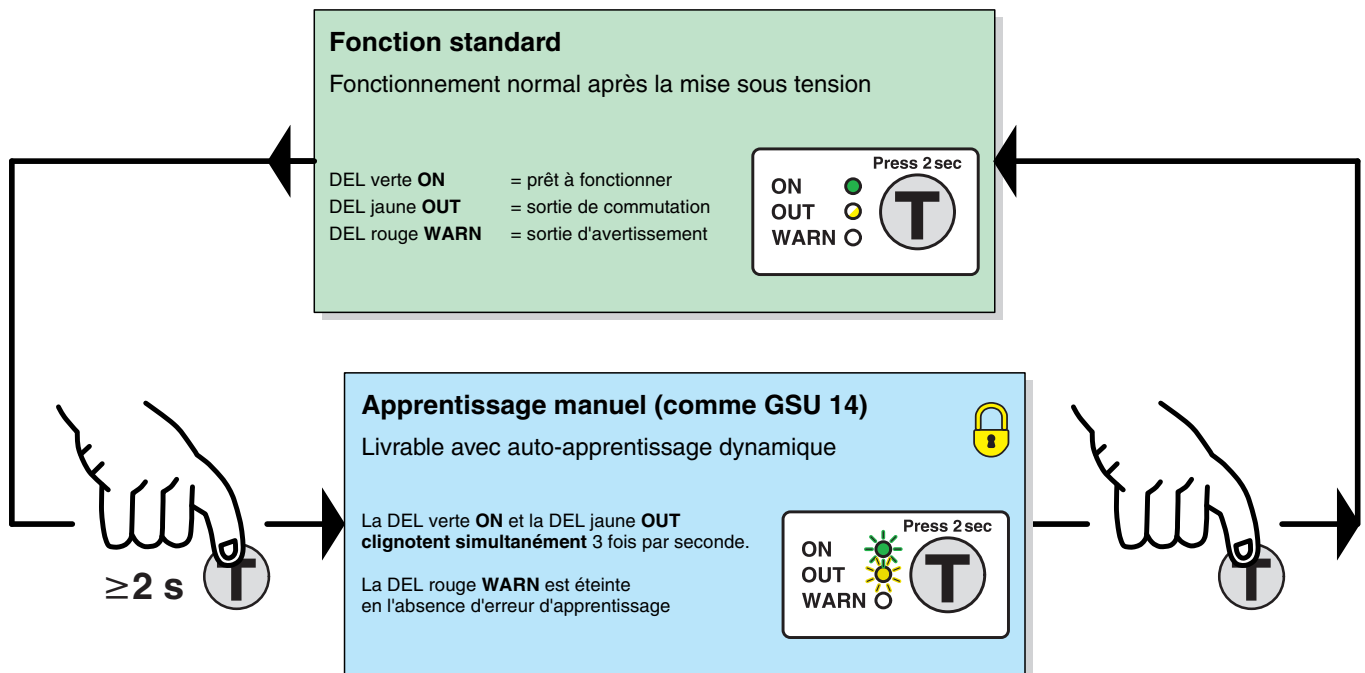 Fonction standard
Fonctionnement normal après la mise sous tension
DEL verte ON = prêt à fonctionner
DEL jaune OUT = sortie de commutation
DEL rouge WARN = sortie d'avertissement
Press 2 sec
ON
OUT
WARN
T
Apprentissage manuel (comme GSU 14)
Livrable avec auto-apprentissage dynamique
La DEL verte ON et la DEL jaune OUT
clignotent simultanément 3 fois par seconde.
La DEL rouge WARN est éteinte
en l'absence d'erreur d'apprentissage
Press 2 sec
ON
OUT
WARN
T
≥2 s
T
T